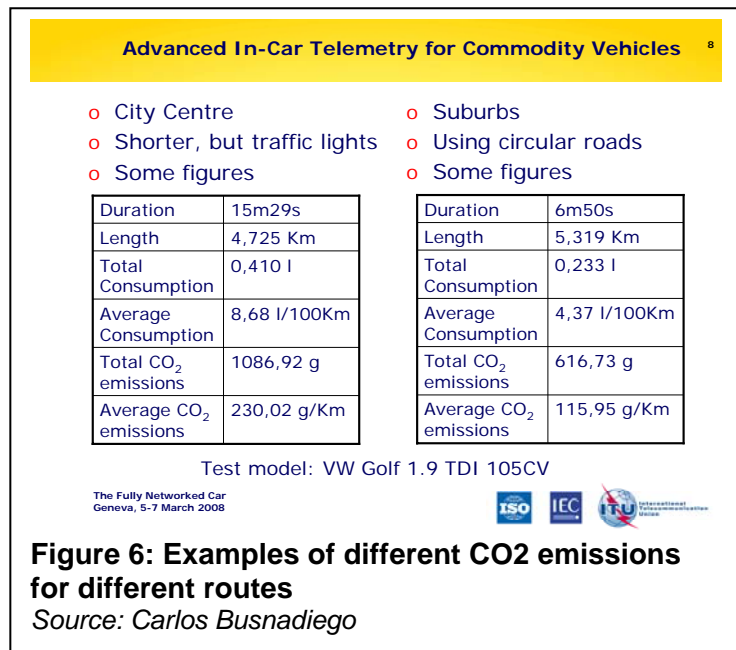 Advanced In-Car Telemetry for Commodity Vehicles 8
o City Centre
o Shorter, but traffic lights
o Some figures
Duration 15m29s
Length 4,725 Km
Total Consumption 0,410 l
Average Consumption 8,68 l/100Km
Total CO2 emissions 1086,92 g
Average CO2 emissions 230,02 g/Km
o Suburbs
o Using circular roads
o Some figures
Duration 6m50s
Length 5,319 Km
Total Consumption 0,233 l
Average Consumption 4,37 l/100Km
Total CO2 emissions 616,73 g
Average CO2 emissions 115,95 g/Km
Test model: VW Golf 1.9 TDI 105CV
The Fully Networked Car
Geneva, 5-7 March 2008
ISO
IEC
ITU
International
Telecommunication
Union
Figure 6: Examples of different CO2 emissions
for different routes
Source: Carlos Busnadiego